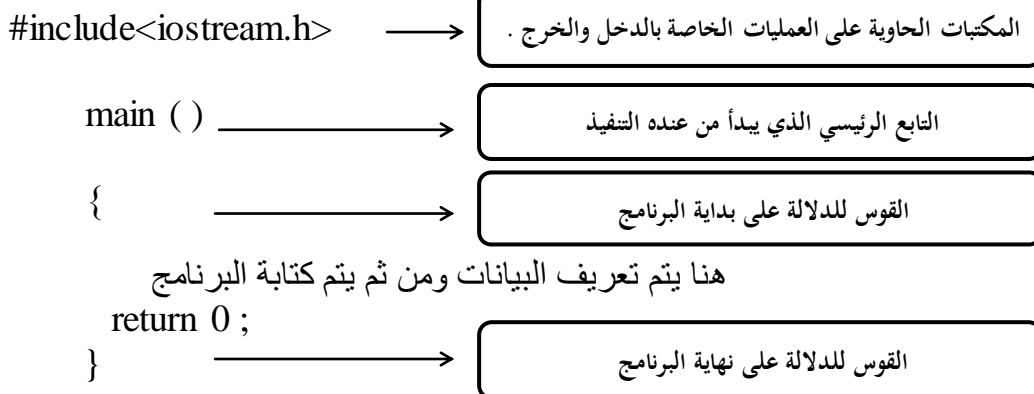 #include<iostream.h>
المكتبات الحاوية على العمليات الخاصة بالدخل والخرج .
main ( )
التابع الرئيسي الذي يبدأ من عنده التنفيذ
{
القوس للدلالة على بداية البرنامج
هنا يتم تعريف البيانات ومن ثم يتم كتابة البرنامج
return 0 ;
}
القوس للدلالة على نهاية البرنامج